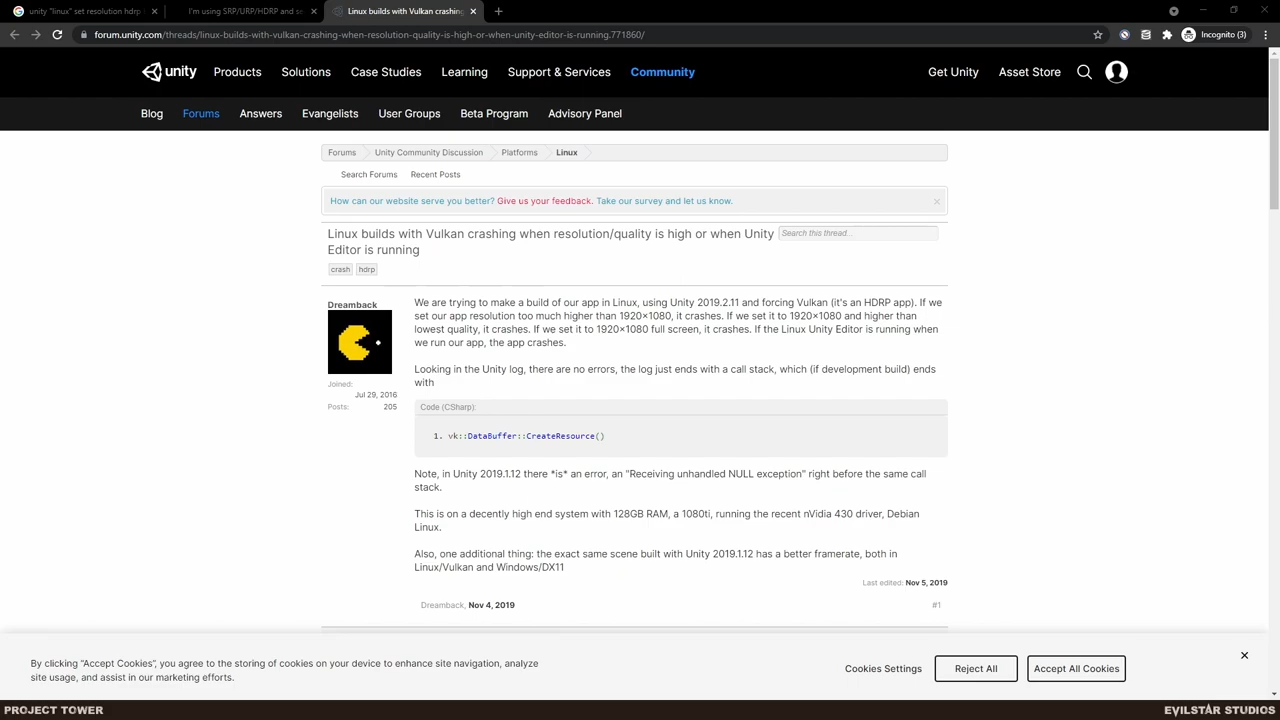 unity "linux" set resolution hdrp
I'm using SRP/URP/HDRP and se
Linux builds with Vulkan crashing
forum.unity.com/threads/linux-builds-with-vulkan-crashing-when-resolution-quality-is-high-or-when-unity-editor-is-running.771860/
Incognito (3)
unity
Products
Solutions
Case Studies
Learning
Support & Services
Community
Get Unity
Asset Store
Blog
Forums
Answers
Evangelists
User Groups
Beta Program
Advisory Panel
Forums
Unity Community Discussion
Platforms
Linux
Search Forums
Recent Posts
How can our website serve you better? Give us your feedback. Take our survey and let us know.
Linux builds with Vulkan crashing when resolution/quality is high or when Unity
Editor is running
Search this thread...
crash
hdrp
Dreamback
Joined:
Jul 29, 2016
Posts:
205
We are trying to make a build of our app in Linux, using Unity 2019.2.11 and forcing Vulkan (it's an HDRP app). If we
set our app resolution too much higher than 1920×1080, it crashes. If we set it to 1920×1080 and higher than
lowest quality, it crashes. If we set it to 1920×1080 full screen, it crashes. If the Linux Unity Editor is running when
we run our app, the app crashes.
Looking in the Unity log, there are no errors, the log just ends with a call stack, which (if development build) ends
with
Code (CSharp):
1. vk::DataBuffer::CreateResource()
Note, in Unity 2019.1.12 there *is* an error, an "Receiving unhandled NULL exception" right before the same call
stack.
This is on a decently high end system with 128GB RAM, a 1080ti, running the recent nVidia 430 driver, Debian
Linux.
Also, one additional thing: the exact same scene built with Unity 2019.1.12 has a better framerate, both in
Linux/Vulkan and Windows/DX11
Last edited: Nov 5, 2019
Dreamback, Nov 4, 2019
#1
By clicking “Accept Cookies”, you agree to the storing of cookies on your device to enhance site navigation, analyze
site usage, and assist in our marketing efforts.
Cookies Settings
Reject All
Accept All Cookies
PROJECT TOWER
EVILSTAR STUDIOS